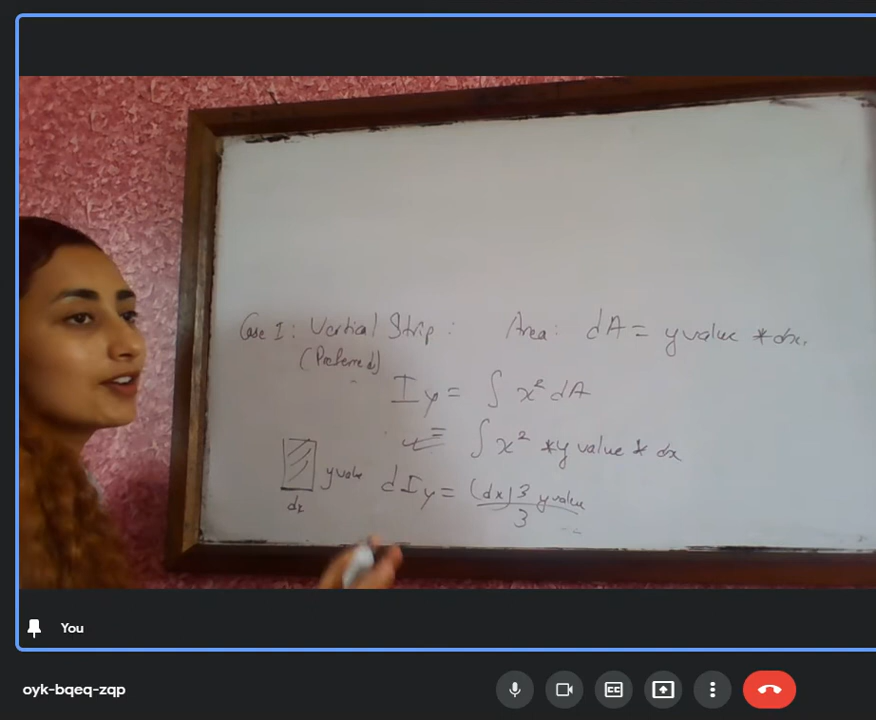 Case I: Vertical Strip: Area: dA = y value * dx.
(Preferred)
Iy = ∫ x² dA
= ∫ x² * y value * dx
y value
dx
dIy = (dx)3 y value
3
You
oyk-bqeq-zqp
CC